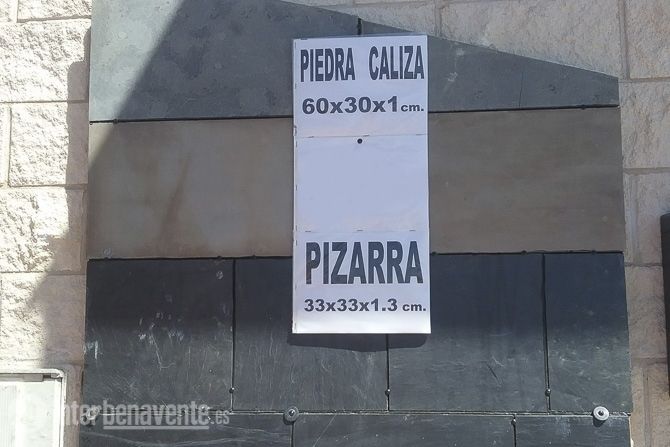 PIEDRA CALIZA
60x30x1 cm.
PIZARRA
33x33x1.3 cm.
interbenavente.es